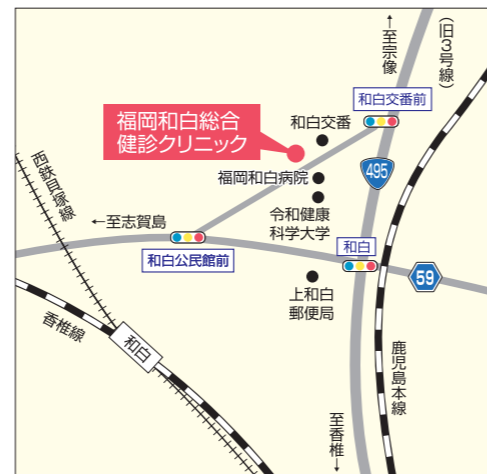 ←至宗像
(旧3号線)
和白交番前
福岡和白総合
健診クリニック
和白交番
495
福岡和白病院
西鉄貝塚線
令和健康
科学大学
←至志賀島
和白公民館前
和白
59
上和白
郵便局
香椎線
和白
鹿児島本線
至香椎→